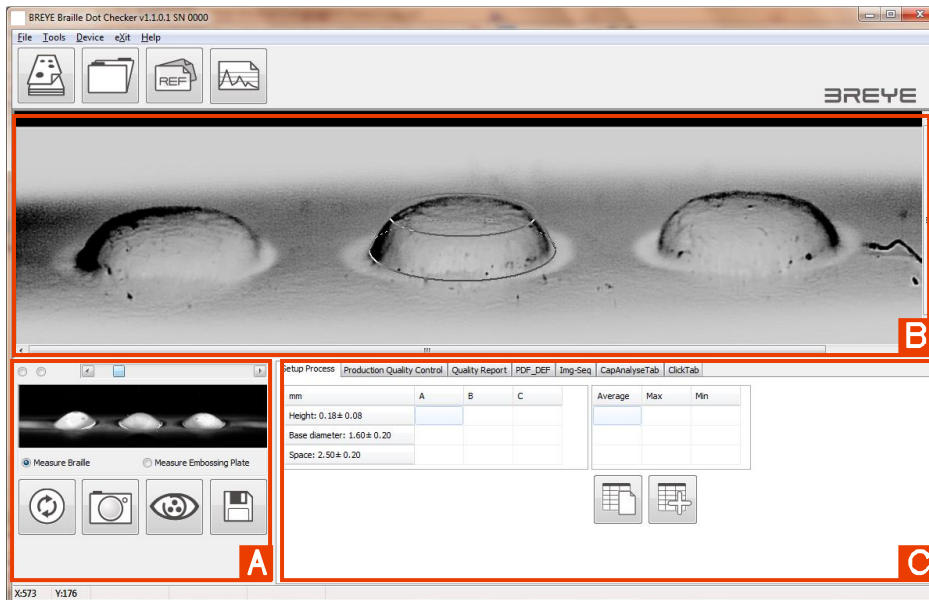 BREYE Braille Dot Checker v1.1.0.1 SN 0000
File Tools Device eXit Help
REF
BREYE
B
Setup Process Production Quality Control Quality Report PDF_DEF Img-Seq CapAnalyseTab ClickTab
mm A B C Average Max Min
Height: 0.18± 0.08
Base diameter: 1.60± 0.20
Space: 2.50± 0.20
Measure Braille Measure Embossing Plate
A
C
X:573 Y:176